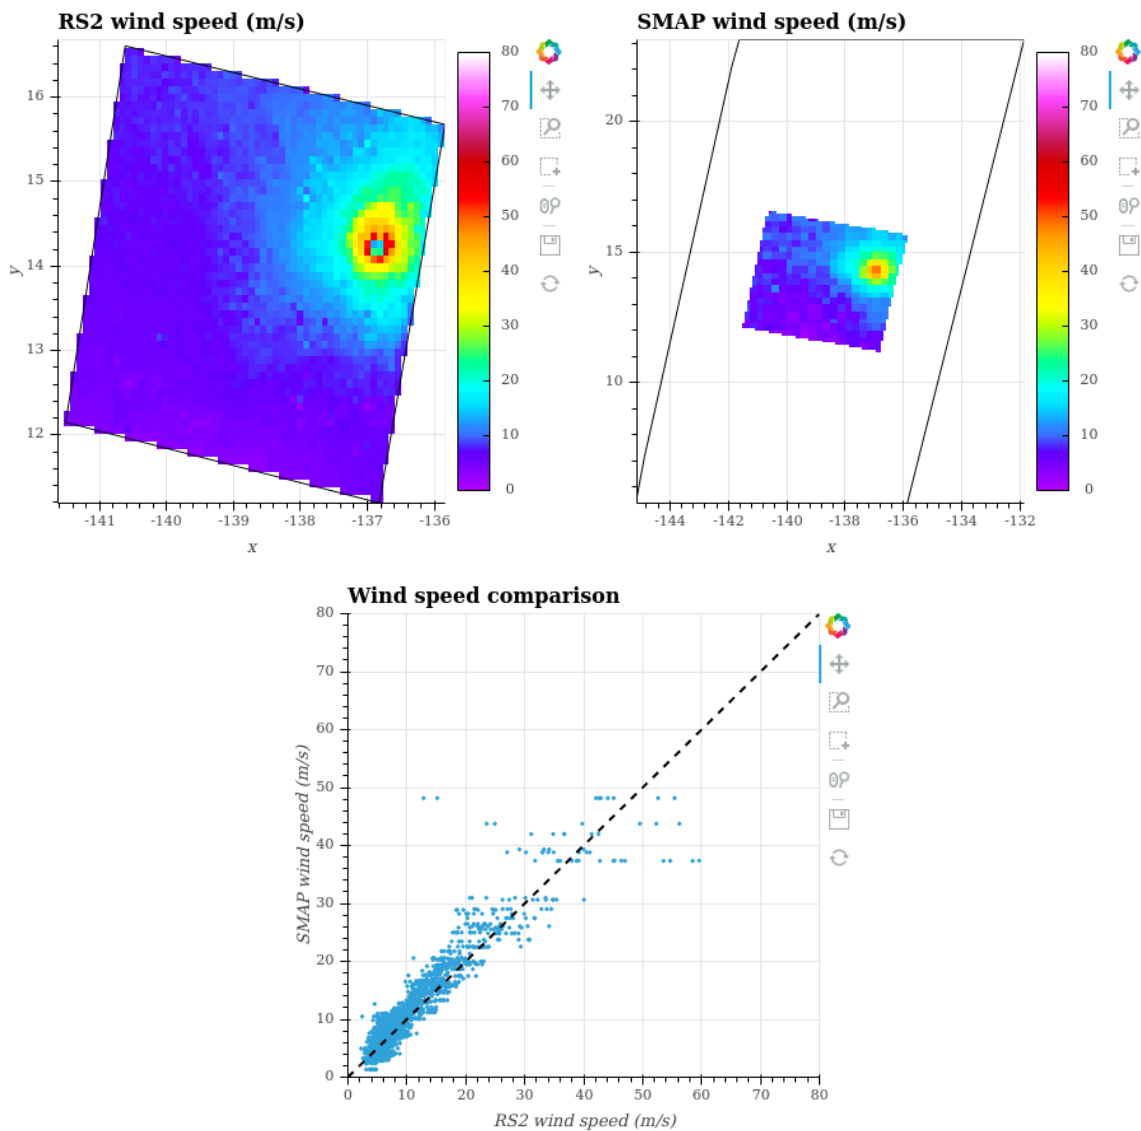 RS2 wind speed (m/s)
16
15
14
13
12
y
-141 -140 -139 -138 -137 -136
x
80
70
60
50
40
30
20
10
0
SMAP wind speed (m/s)
20
15
10
y
-144 -142 -140 -138 -136 -134 -132
x
80
70
60
50
40
30
20
10
0
Wind speed comparison
80
70
60
50
40
30
20
10
0
SMAP wind speed (m/s)
0 10 20 30 40 50 60 70 80
RS2 wind speed (m/s)